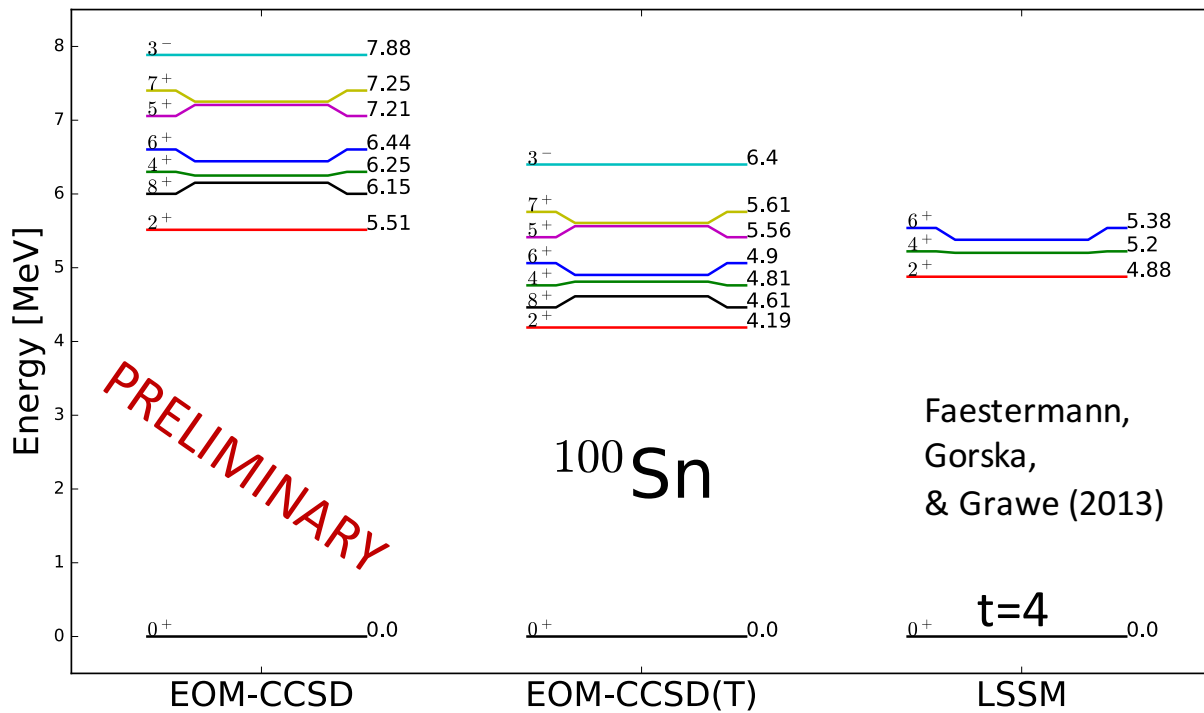 Energy [MeV]
8
7
6
5
4
3
2
1
0
3⁻ 7.88
7⁺ 7.25
5⁺ 7.21
6⁺ 6.44
4⁺ 6.25
8⁺ 6.15
2⁺ 5.51
0⁺ 0.0
PRELIMINARY
EOM-CCSD
3⁻ 6.4
7⁺ 5.61
5⁺ 5.56
6⁺ 4.9
4⁺ 4.81
8⁺ 4.61
2⁺ 4.19
¹⁰⁰Sn
0⁺ 0.0
EOM-CCSD(T)
6⁺ 5.38
4⁺ 5.2
2⁺ 4.88
Faestermann,
Gorska,
& Grawe (2013)
t=4
0⁺ 0.0
LSSM